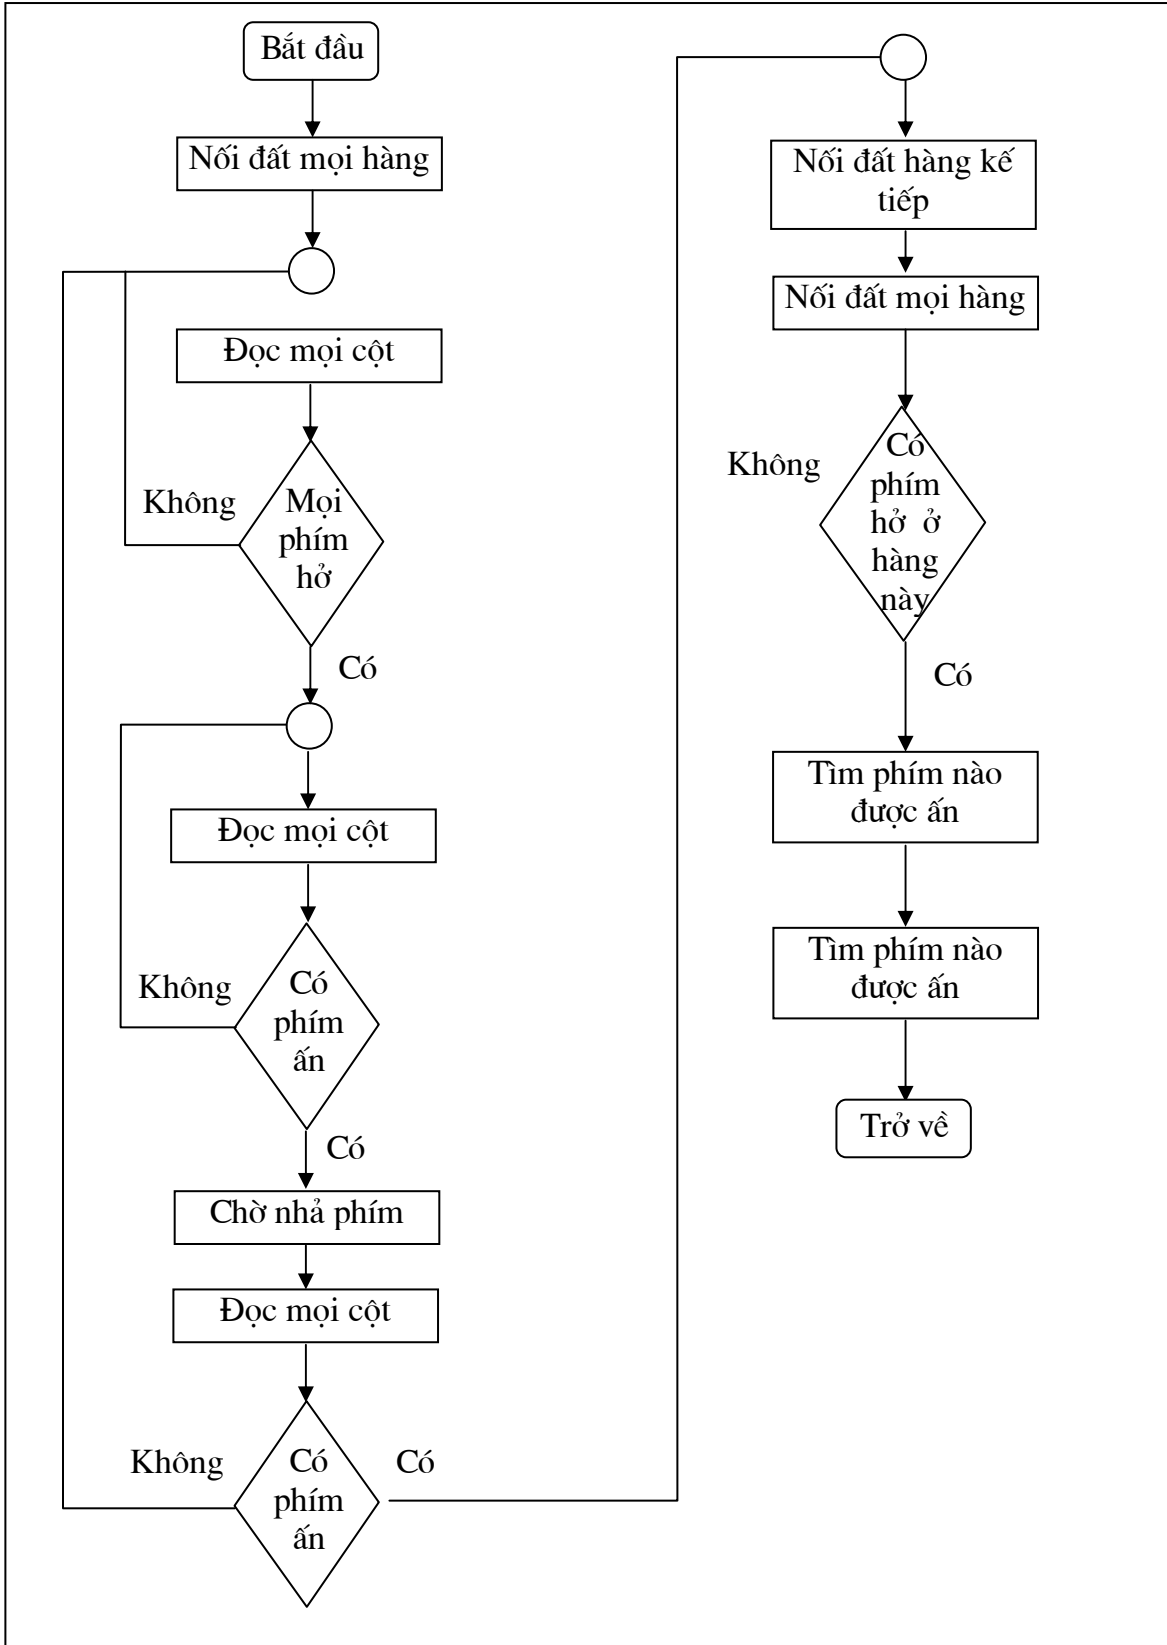 Bắt đầu
Nối đất mọi hàng
Đọc mọi cột
Không
Mọi
phím
hở
Có
Đọc mọi cột
Không
Có
phím
ấn
Có
Chờ nhả phím
Đọc mọi cột
Không
Có
phím
ấn
Có
Nối đất hàng kế
tiếp
Nối đất mọi hàng
Không
Có
phím
hở ở
hàng
này
Có
Tìm phím nào
được ấn
Tìm phím nào
được ấn
Trở về